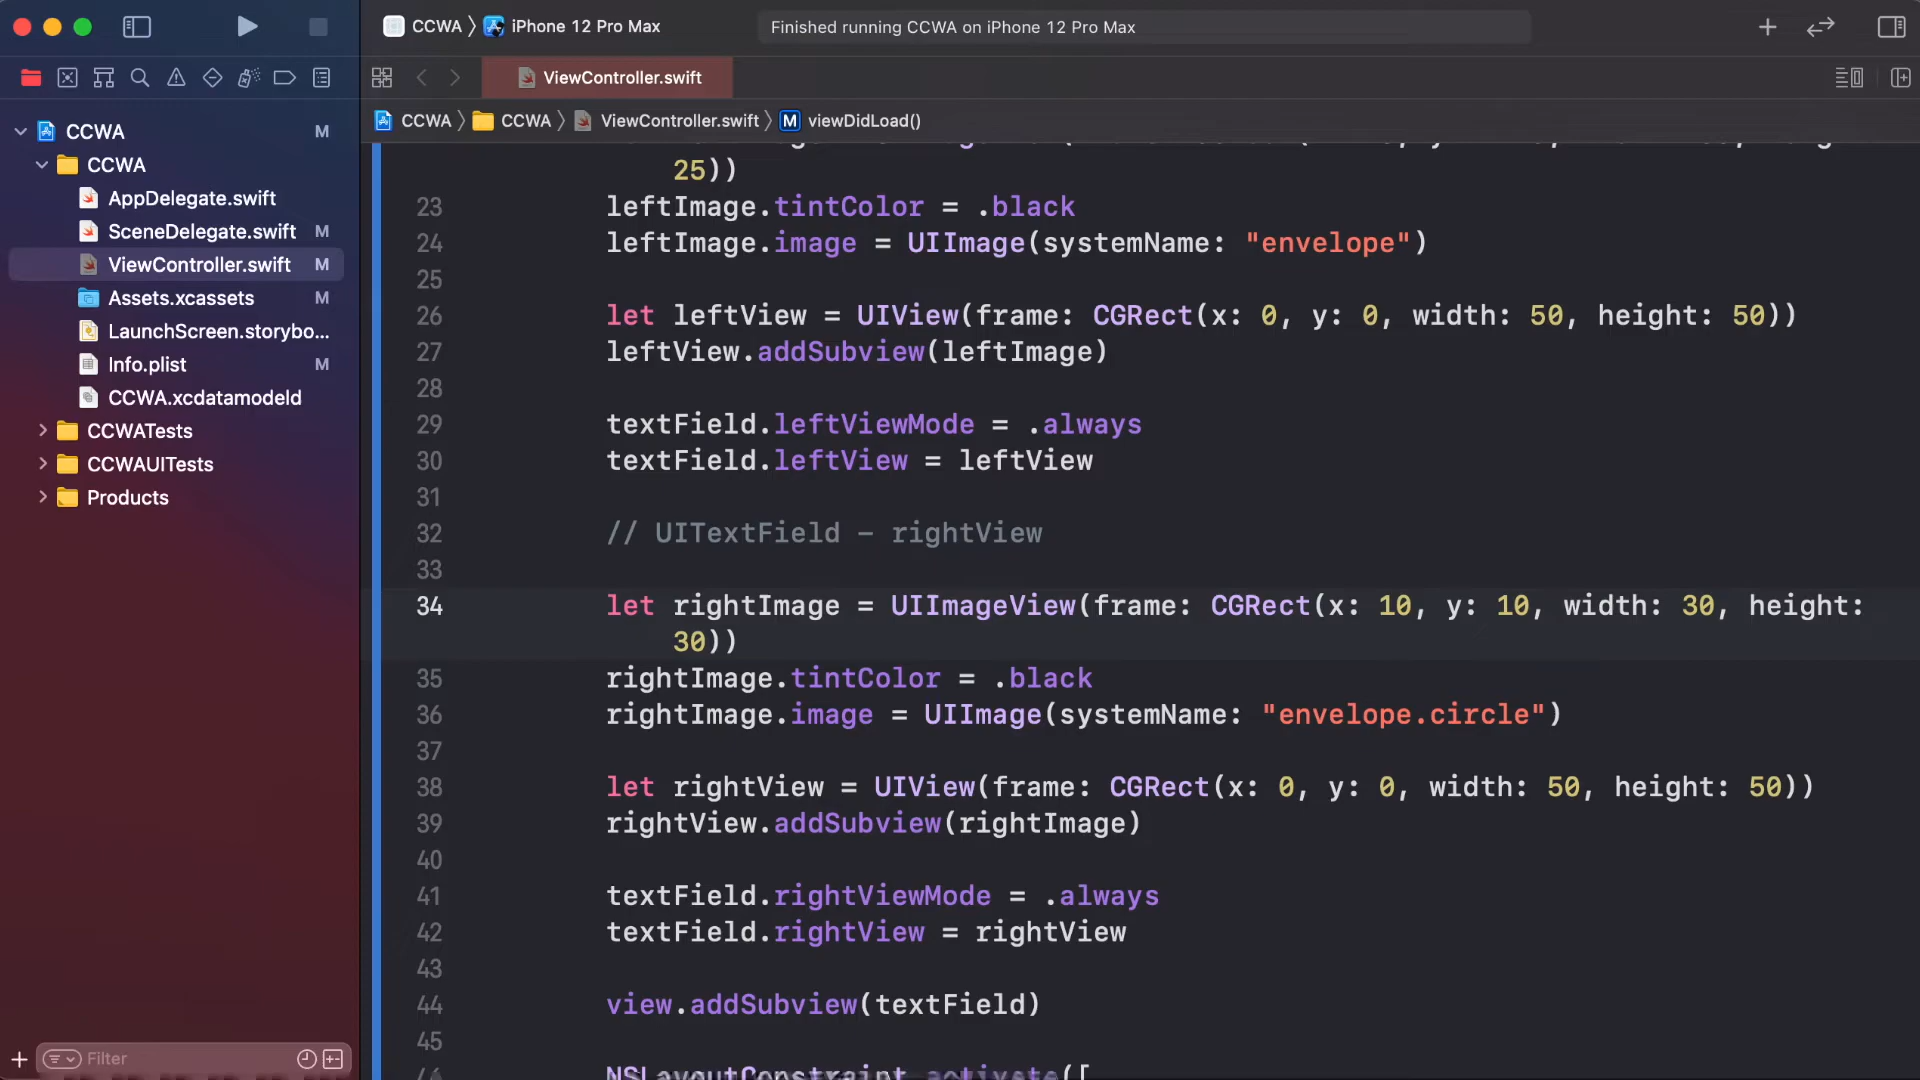 CCWA 〉 iPhone 12 Pro Max
Finished running CCWA on iPhone 12 Pro Max
ViewController.swift
CCWA 〉 CCWA 〉 ViewController.swift 〉 M viewDidLoad()
CCWA M
CCWA
AppDelegate.swift
SceneDelegate.swift M
ViewController.swift M
Assets.xcassets M
LaunchScreen.storybo...
Info.plist M
CCWA.xcdatamodeld
CCWATests
CCWAUITests
Products
Filter
25))
23 leftImage.tintColor = .black
24 leftImage.image = UIImage(systemName: "envelope")
25
26 let leftView = UIView(frame: CGRect(x: 0, y: 0, width: 50, height: 50))
27 leftView.addSubview(leftImage)
28
29 textField.leftViewMode = .always
30 textField.leftView = leftView
31
32 // UITextField - rightView
33
34 let rightImage = UIImageView(frame: CGRect(x: 10, y: 10, width: 30, height:
30))
35 rightImage.tintColor = .black
36 rightImage.image = UIImage(systemName: "envelope.circle")
37
38 let rightView = UIView(frame: CGRect(x: 0, y: 0, width: 50, height: 50))
39 rightView.addSubview(rightImage)
40
41 textField.rightViewMode = .always
42 textField.rightView = rightView
43
44 view.addSubview(textField)
45
NSLayoutConstraint.activate([